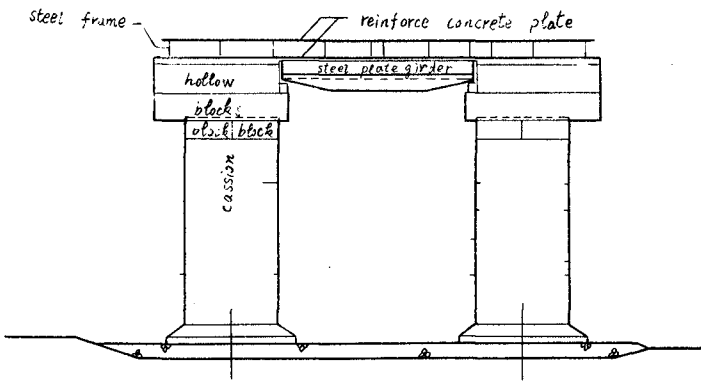 steel frame
reinforce concrete plate
steel plate girder
hollow
blocks
block block
cassion